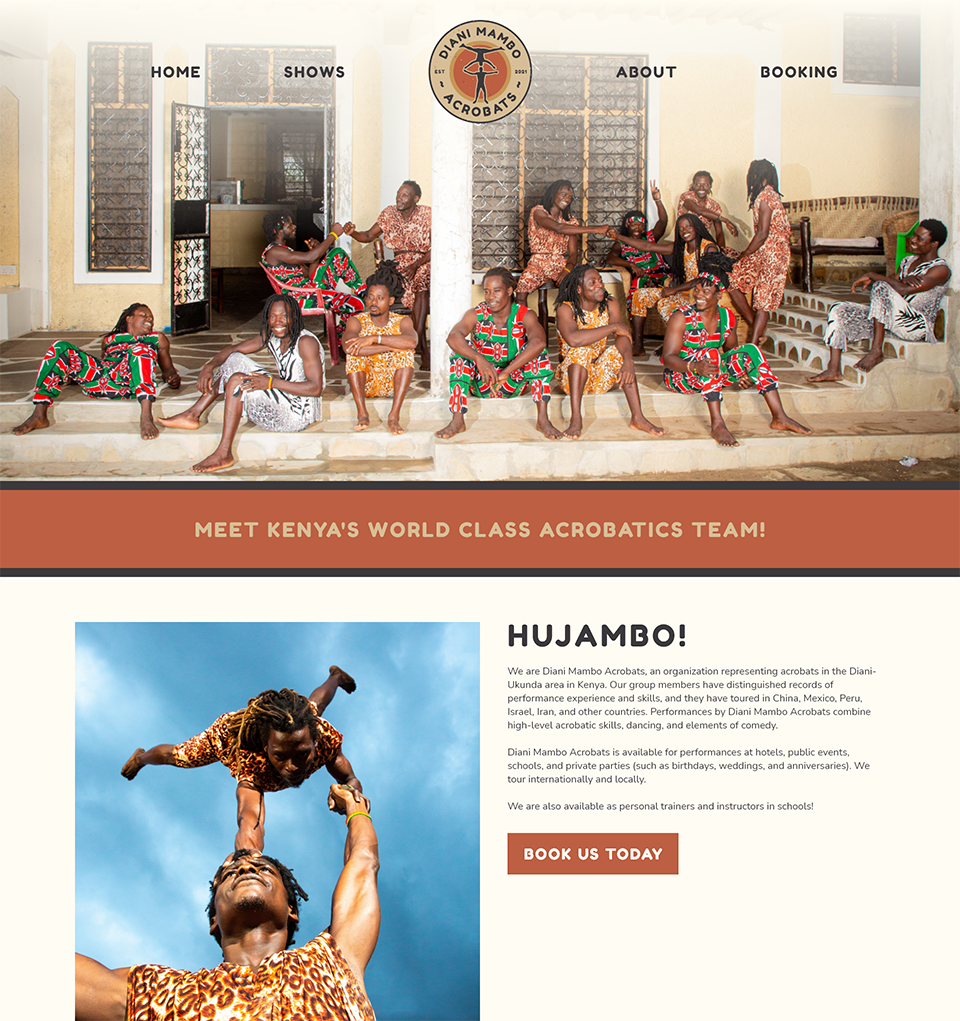 HOME
SHOWS
DIANI MAMBO
EST
2021
~ ACROBATS ~
ABOUT
BOOKING
MEET KENYA'S WORLD CLASS ACROBATICS TEAM!
HUJAMBO!
We are Diani Mambo Acrobats, an organization representing acrobats in the Diani-
Ukunda area in Kenya. Our group members have distinguished records of
performance experience and skills, and they have toured in China, Mexico, Peru,
Israel, Iran, and other countries. Performances by Diani Mambo Acrobats combine
high-level acrobatic skills, dancing, and elements of comedy.
Diani Mambo Acrobats is available for performances at hotels, public events,
schools, and private parties (such as birthdays, weddings, and anniversaries). We
tour internationally and locally.
We are also available as personal trainers and instructors in schools!
BOOK US TODAY